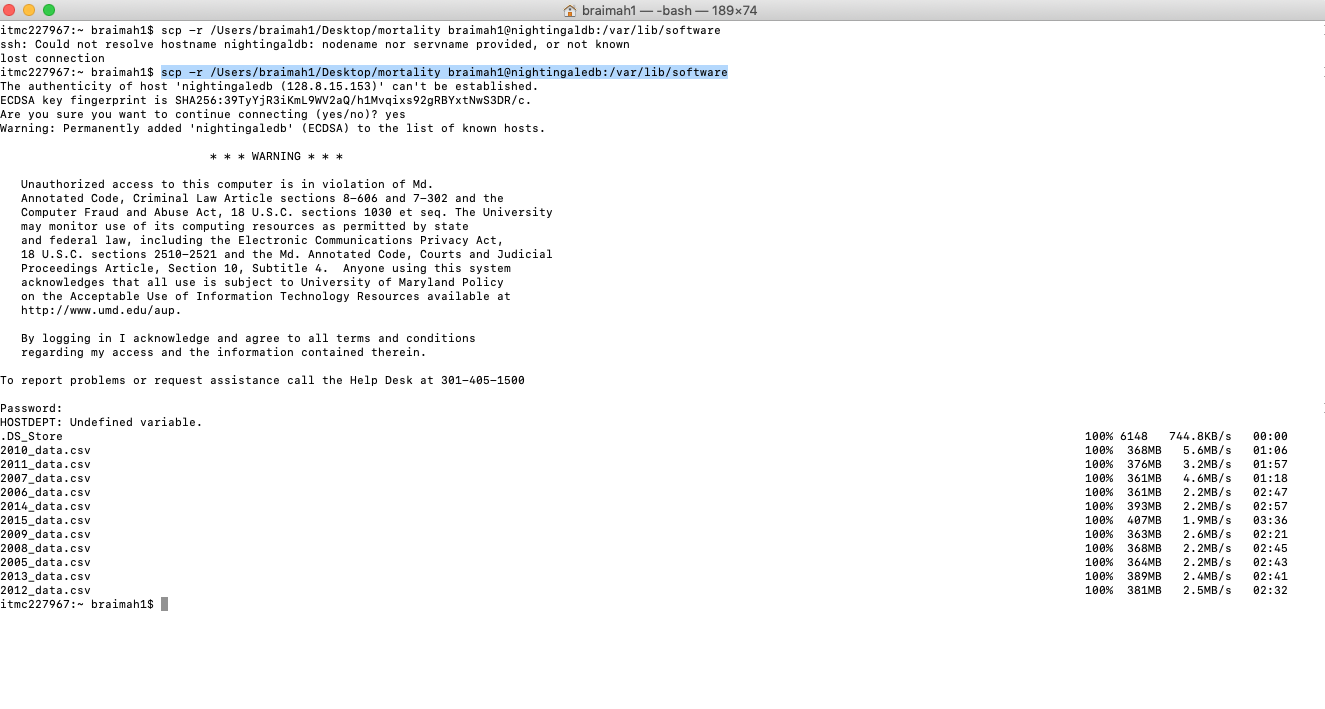 braimah1 — -bash — 189×74
itmc227967:~ braimah1$ scp -r /Users/braimah1/Desktop/mortality braimah1@nightingaldb:/var/lib/software
ssh: Could not resolve hostname nightingaldb: nodename nor servname provided, or not known
lost connection
itmc227967:~ braimah1$ scp -r /Users/braimah1/Desktop/mortality braimah1@nightingaledb:/var/lib/software
The authenticity of host 'nightingaledb (128.8.15.153)' can't be established.
ECDSA key fingerprint is SHA256:39TyYjR3iKmL9WV2aQ/h1Mvqixs92gRBYxtNwS3DR/c.
Are you sure you want to continue connecting (yes/no)? yes
Warning: Permanently added 'nightingaledb' (ECDSA) to the list of known hosts.
* * * WARNING * * *
Unauthorized access to this computer is in violation of Md.
Annotated Code, Criminal Law Article sections 8-606 and 7-302 and the
Computer Fraud and Abuse Act, 18 U.S.C. sections 1030 et seq. The University
may monitor use of its computing resources as permitted by state
and federal law, including the Electronic Communications Privacy Act,
18 U.S.C. sections 2510-2521 and the Md. Annotated Code, Courts and Judicial
Proceedings Article, Section 10, Subtitle 4.  Anyone using this system
acknowledges that all use is subject to University of Maryland Policy
on the Acceptable Use of Information Technology Resources available at
http://www.umd.edu/aup.
By logging in I acknowledge and agree to all terms and conditions
regarding my access and the information contained therein.
To report problems or request assistance call the Help Desk at 301-405-1500
Password:
HOSTDEPT: Undefined variable.
.DS_Store 100% 6148 744.8KB/s 00:00
2010_data.csv 100% 368MB 5.6MB/s 01:06
2011_data.csv 100% 376MB 3.2MB/s 01:57
2007_data.csv 100% 361MB 4.6MB/s 01:18
2006_data.csv 100% 361MB 2.2MB/s 02:47
2014_data.csv 100% 393MB 2.2MB/s 02:57
2015_data.csv 100% 407MB 1.9MB/s 03:36
2009_data.csv 100% 363MB 2.6MB/s 02:21
2008_data.csv 100% 368MB 2.2MB/s 02:45
2005_data.csv 100% 364MB 2.2MB/s 02:43
2013_data.csv 100% 389MB 2.4MB/s 02:41
2012_data.csv 100% 381MB 2.5MB/s 02:32
itmc227967:~ braimah1$